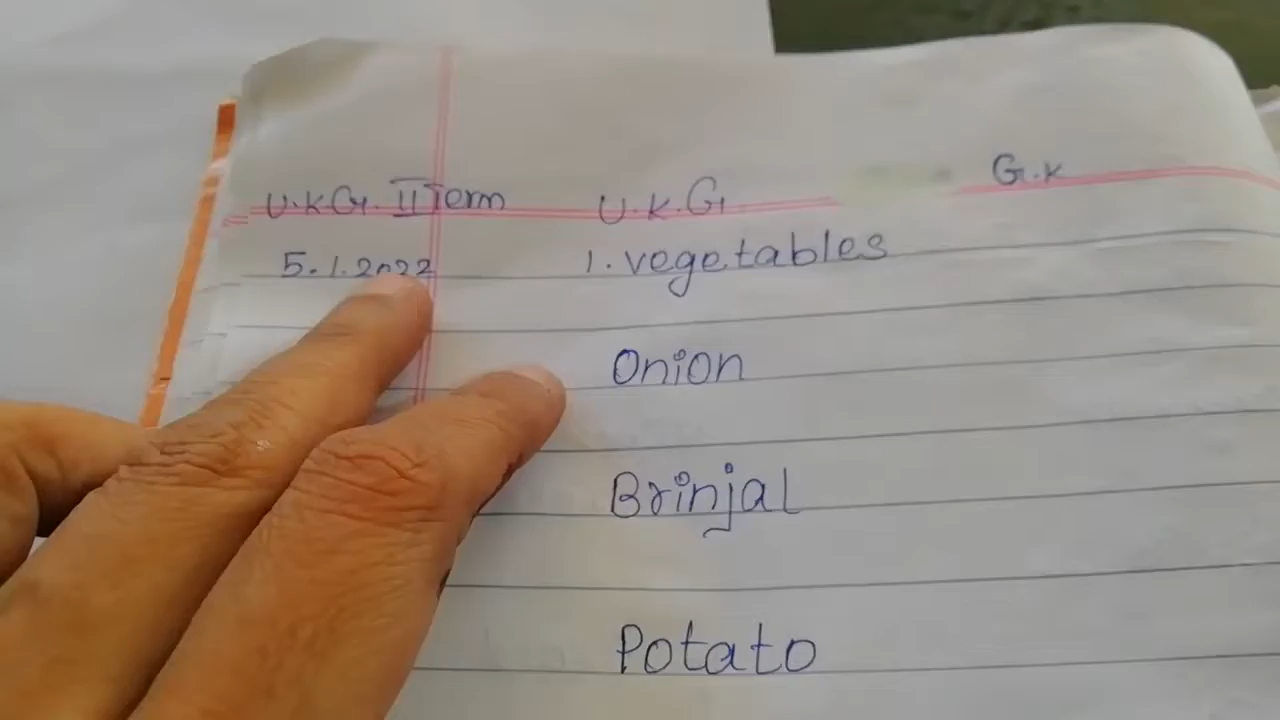 U.K.G. II Term U.K.G G.K
5.1.2022 1. vegetables
Onion
Brinjal
Potato